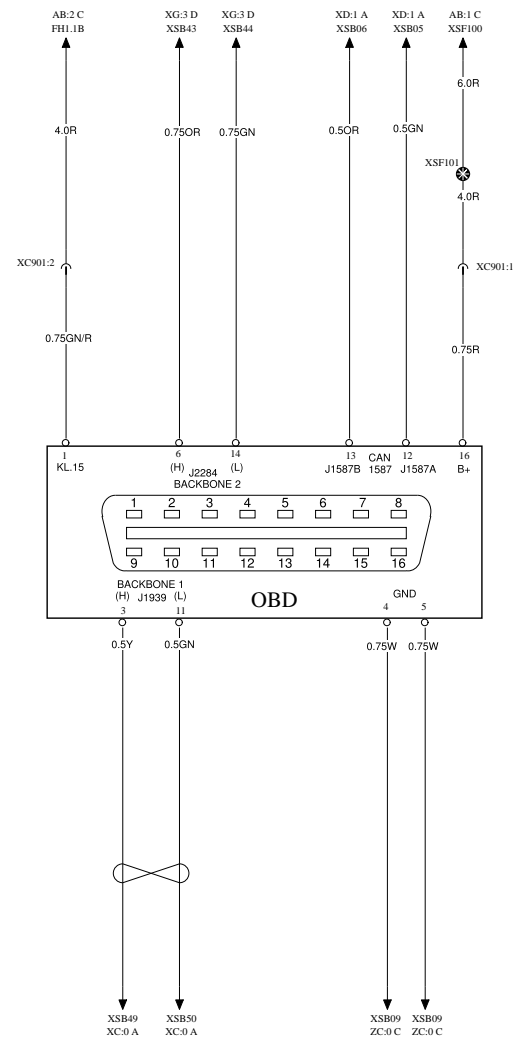 AB:2 C XG:3 D XG:3 D XD:1 A XD:1 A AB:1 C
FH1.1B XSB43 XSB44 XSB06 XSB05 XSF100
6.0R
4.0R 0.75OR 0.75GN 0.5OR 0.5GN
XSF101
4.0R
XC901:2 XC901:1
0.75GN/R 0.75R
1 6 14 13 12 16
KL.15 (H) J2284 (L) J1587B CAN 1587 J1587A B+
BACKBONE 2
1 2 3 4 5 6 7 8
9 10 11 12 13 14 15 16
BACKBONE 1
(H) J1939 (L) OBD GND
3 11 4 5
0.5Y 0.5GN 0.75W 0.75W
XSB49 XSB50 XSB09 XSB09
XC:0 A XC:0 A ZC:0 C ZC:0 C